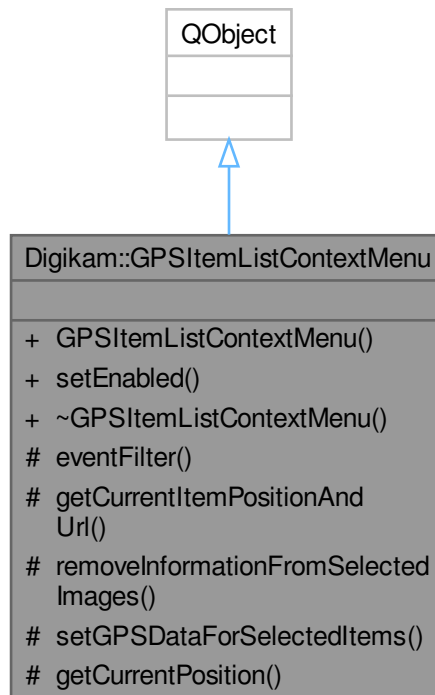 QObject
Digikam::GPSItemListContextMenu
+ GPSItemListContextMenu()
+ setEnabled()
+ ~GPSItemListContextMenu()
# eventFilter()
# getCurrentItemPositionAnd
Url()
# removeInformationFromSelected
Images()
# setGPSDataForSelectedItems()
# getCurrentPosition()